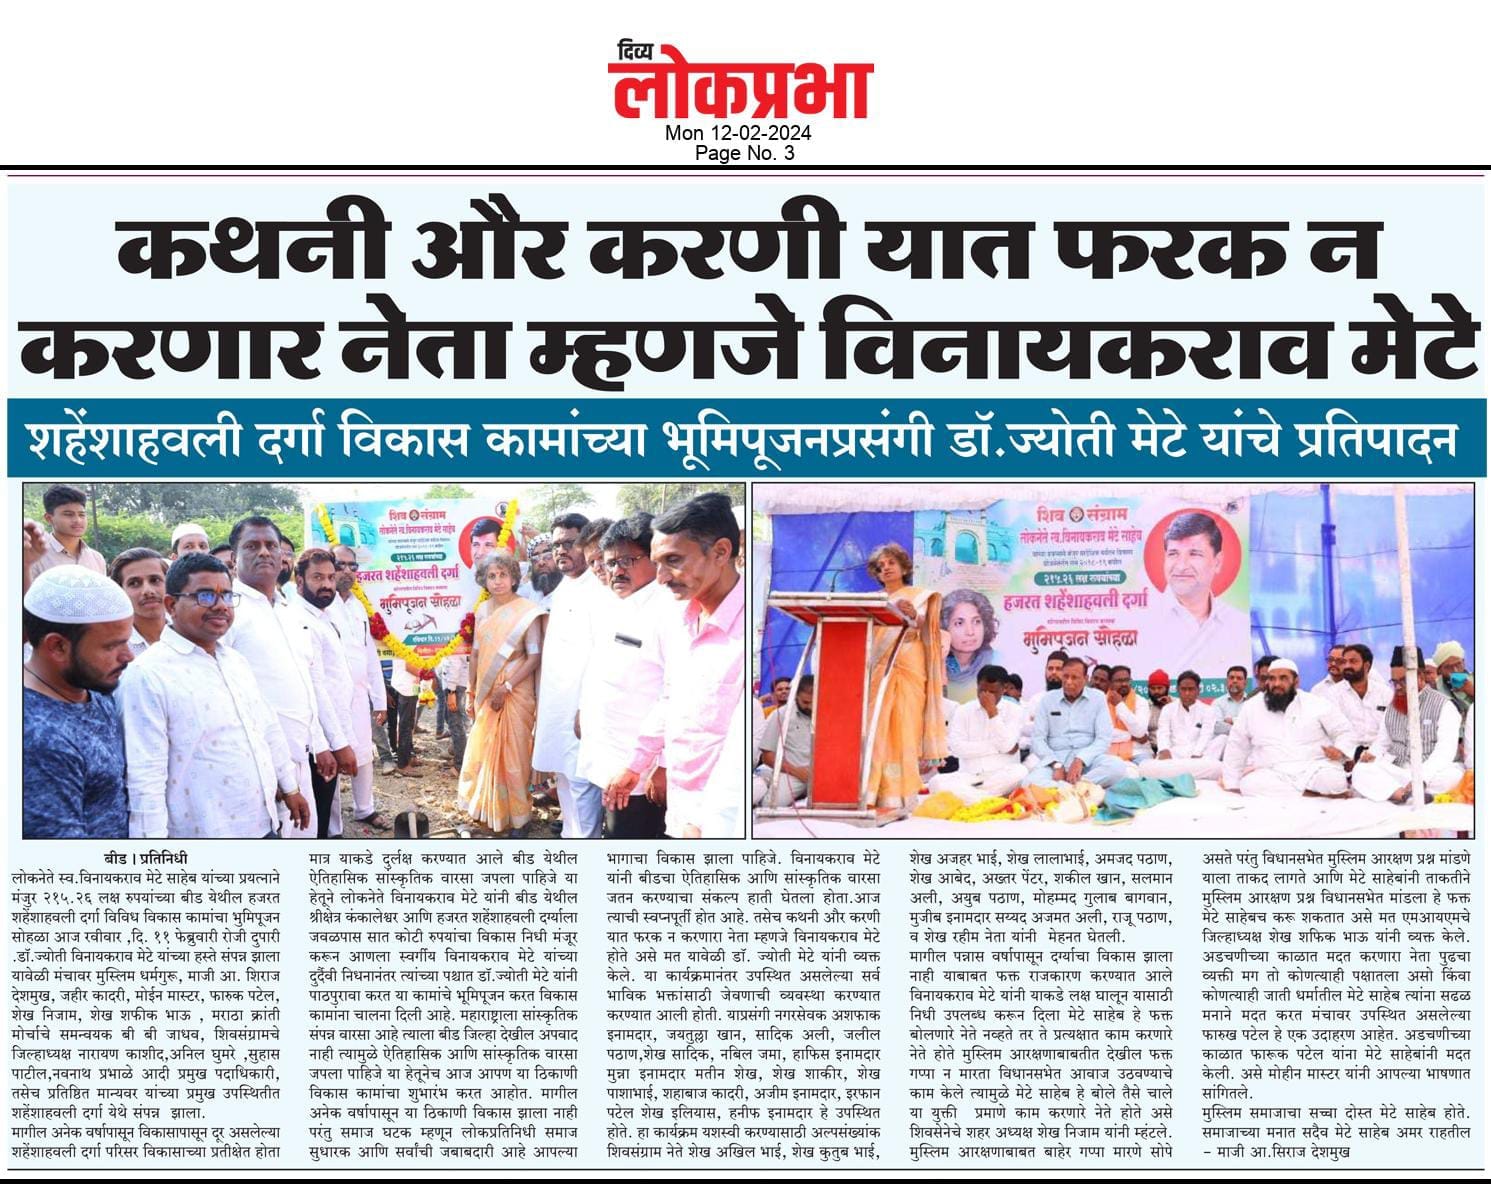 दिव्य
लोकप्रभा
Mon 12-02-2024
Page No. 3
कथनी और करणी यात फरक न
करणार नेता म्हणजे विनायकराव मेटे
शहेंशाहवली दर्गा विकास कामांच्या भूमिपूजनप्रसंगी डॉ.ज्योती मेटे यांचे प्रतिपादन
शिव संग्राम
लोकनेते स्व.विनायकराव मेटे साहेब
२१५.२६ लक्ष रुपयांच्या
हजरत शहेंशाहवली दर्गा
भुमिपूजन सोहळा
शिव संग्राम
लोकनेते स्व.विनायकराव मेटे साहेब
२१५.२६ लक्ष रुपयांच्या
हजरत शहेंशाहवली दर्गा
भुमिपूजन सोहळा
बीड । प्रतिनिधी
लोकनेते स्व.विनायकराव मेटे साहेब यांच्या प्रयत्नाने
मंजुर २१५.२६ लक्ष रुपयांच्या बीड येथील हजरत
शहेंशाहवली दर्गा विविध विकास कामांचा भुमिपूजन
सोहळा आज रवीवार ,दि. ११ फेब्रुवारी रोजी दुपारी
.डॉ.ज्योती विनायकराव मेटे यांच्या हस्ते संपन्न झाला
यावेळी मंचावर मुस्लिम धर्मगुरू, माजी आ. शिराज
देशमुख, जहीर कादरी, मोईन मास्टर, फारुक पटेल,
शेख निजाम, शेख शफीक भाऊ , मराठा क्रांती
मोर्चाचे समन्वयक बी बी जाधव, शिवसंग्रामचे
जिल्हाध्यक्ष नारायण काशीद,अनिल घुमरे ,सुहास
पाटील,नवनाथ प्रभाळे आदी प्रमुख पदाधिकारी,
तसेच प्रतिष्ठित मान्यवर यांच्या प्रमुख उपस्थितीत
शहेंशाहवली दर्गा येथे संपन्न झाला.
मागील अनेक वर्षापासून विकासापासून दूर असलेल्या
शहेंशाहवली दर्गा परिसर विकासाच्या प्रतीक्षेत होता
मात्र याकडे दुर्लक्ष करण्यात आले बीड येथील
ऐतिहासिक सांस्कृतिक वारसा जपला पाहिजे या
हेतूने लोकनेते विनायकराव मेटे यांनी बीड येथील
श्रीक्षेत्र कंकालेश्वर आणि हजरत शहेंशाहवली दर्ग्याला
जवळपास सात कोटी रुपयांचा विकास निधी मंजूर
करून आणला स्वर्गीय विनायकराव मेटे यांच्या
दुर्दैवी निधनानंतर त्यांच्या पश्चात डॉ.ज्योती मेटे यांनी
पाठपुरावा करत या कामांचे भूमिपूजन करत विकास
कामांना चालना दिली आहे. महाराष्ट्राला सांस्कृतिक
संपन्न वारसा आहे त्याला बीड जिल्हा देखील अपवाद
नाही त्यामुळे ऐतिहासिक आणि सांस्कृतिक वारसा
जपला पाहिजे या हेतूनेच आज आपण या ठिकाणी
विकास कामांचा शुभारंभ करत आहोत. मागील
अनेक वर्षापासून या ठिकाणी विकास झाला नाही
परंतु समाज घटक म्हणून लोकप्रतिनिधी समाज
सुधारक आणि सर्वांची जबाबदारी आहे आपल्या
भागाचा विकास झाला पाहिजे. विनायकराव मेटे
यांनी बीडचा ऐतिहासिक आणि सांस्कृतिक वारसा
जतन करण्याचा संकल्प हाती घेतला होता.आज
त्याची स्वप्नपूर्ती होत आहे. तसेच कथनी और करणी
यात फरक न करणारा नेता म्हणजे विनायकराव मेटे
होते असे मत यावेळी डॉ. ज्योती मेटे यांनी व्यक्त
केले. या कार्यक्रमानंतर उपस्थित असलेल्या सर्व
भाविक भक्तांसाठी जेवणाची व्यवस्था करण्यात
करण्यात आली होती. याप्रसंगी नगरसेवक अशफाक
इनामदार, जयतुल्ला खान, सादिक अली, जलील
पठाण,शेख सादिक, नबिल जमा, हाफिस इनामदार
मुन्ना इनामदार मतीन शेख, शेख शाकीर, शेख
पाशाभाई, शहाबाज कादरी, अजीम इनामदार, इरफान
पटेल शेख इलियास, हनीफ इनामदार हे उपस्थित
होते. हा कार्यक्रम यशस्वी करण्यासाठी अल्पसंख्यांक
शिवसंग्राम नेते शेख अखिल भाई, शेख कुतुब भाई,
शेख अजहर भाई, शेख लालाभाई, अमजद पठाण,
शेख आबेद, अख्तर पेंटर, शकील खान, सलमान
अली, अयुब पठाण, मोहम्मद गुलाब बागवान,
मुजीब इनामदार सय्यद अजमत अली, राजू पठाण,
व शेख रहीम नेता यांनी मेहनत घेतली.
मागील पन्नास वर्षापासून दर्ग्याचा विकास झाला
नाही याबाबत फक्त राजकारण करण्यात आले
विनायकराव मेटे यांनी याकडे लक्ष घालून यासाठी
निधी उपलब्ध करून दिला मेटे साहेब हे फक्त
बोलणारे नेते नव्हते तर ते प्रत्यक्षात काम करणारे
नेते होते मुस्लिम आरक्षणाबाबतीत देखील फक्त
गप्पा न मारता विधानसभेत आवाज उठवण्याचे
काम केले त्यामुळे मेटे साहेब हे बोले तैसे चाले
या युक्ती प्रमाणे काम करणारे नेते होते असे
शिवसेनेचे शहर अध्यक्ष शेख निजाम यांनी म्हंटले.
मुस्लिम आरक्षणाबाबत बाहेर गप्पा मारणे सोपे
असते परंतु विधानसभेत मुस्लिम आरक्षण प्रश्न मांडणे
याला ताकद लागते आणि मेटे साहेबांनी ताकतीने
मुस्लिम आरक्षण प्रश्न विधानसभेत मांडला हे फक्त
मेटे साहेबच करू शकतात असे मत एमआयएमचे
जिल्हाध्यक्ष शेख शफिक भाऊ यांनी व्यक्त केले.
अडचणीच्या काळात मदत करणारा नेता पुढचा
व्यक्ती मग तो कोणत्याही पक्षातला असो किंवा
कोणत्याही जाती धर्मातील मेटे साहेब त्यांना सढळ
मनाने मदत करत मंचावर उपस्थित असलेल्या
फारुख पटेल हे एक उदाहरण आहेत. अडचणीच्या
काळात फारूक पटेल यांना मेटे साहेबांनी मदत
केली. असे मोहीन मास्टर यांनी आपल्या भाषणात
सांगितले.
मुस्लिम समाजाचा सच्चा दोस्त मेटे साहेब होते.
समाजाच्या मनात सदैव मेटे साहेब अमर राहतील
- माजी आ.सिराज देशमुख